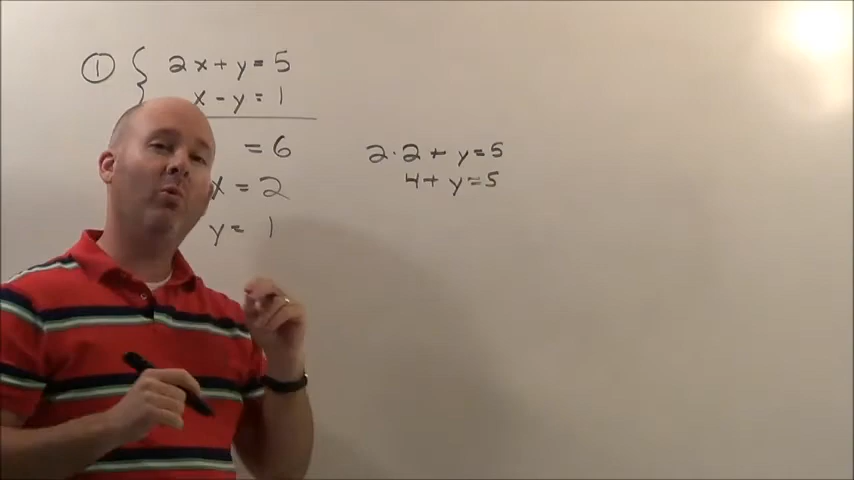 ① { 2x + y = 5
x - y = 1
= 6
x = 2
y = 1
2 · 2 + y = 5
4 + y = 5